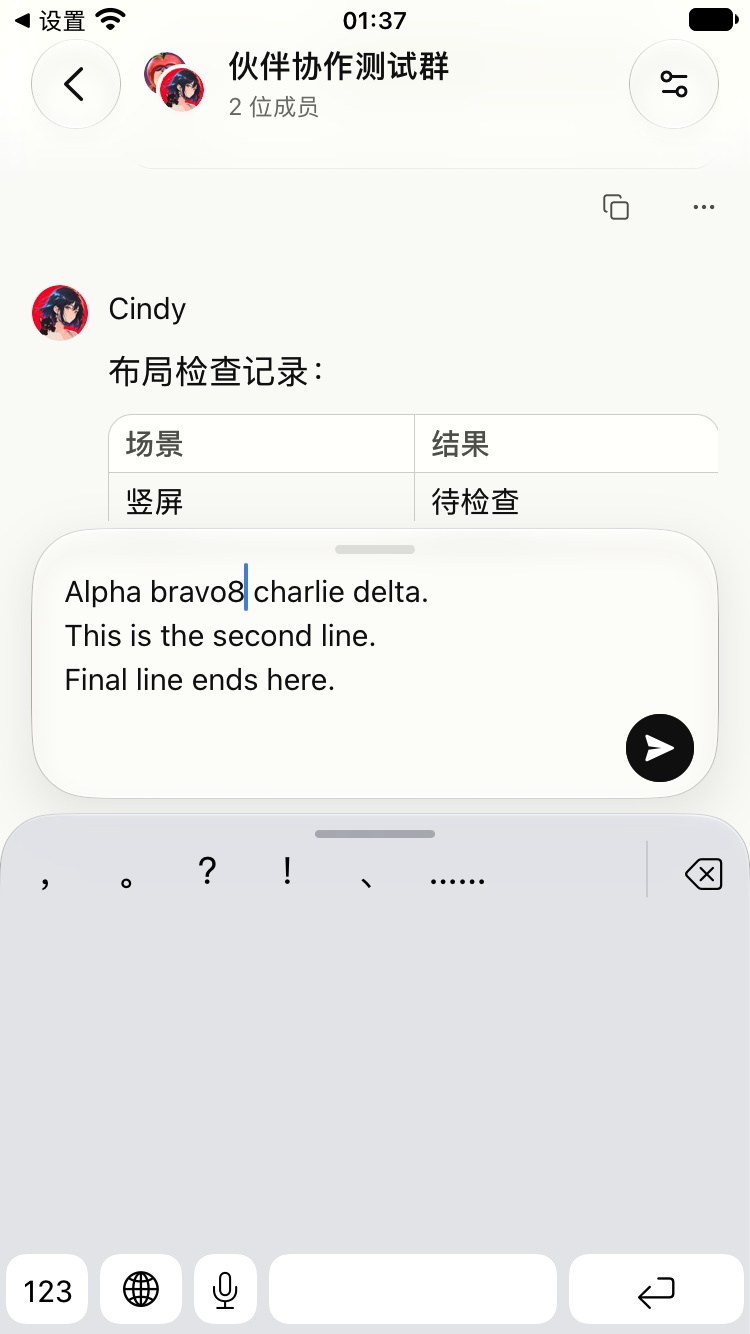 设置
01:37
伙伴协作测试群
2 位成员
Cindy
布局检查记录：
场景 结果
竖屏 待检查
Alpha bravo8 charlie delta.
This is the second line.
Final line ends here.
， 。 ？ ！ 、 ……
123